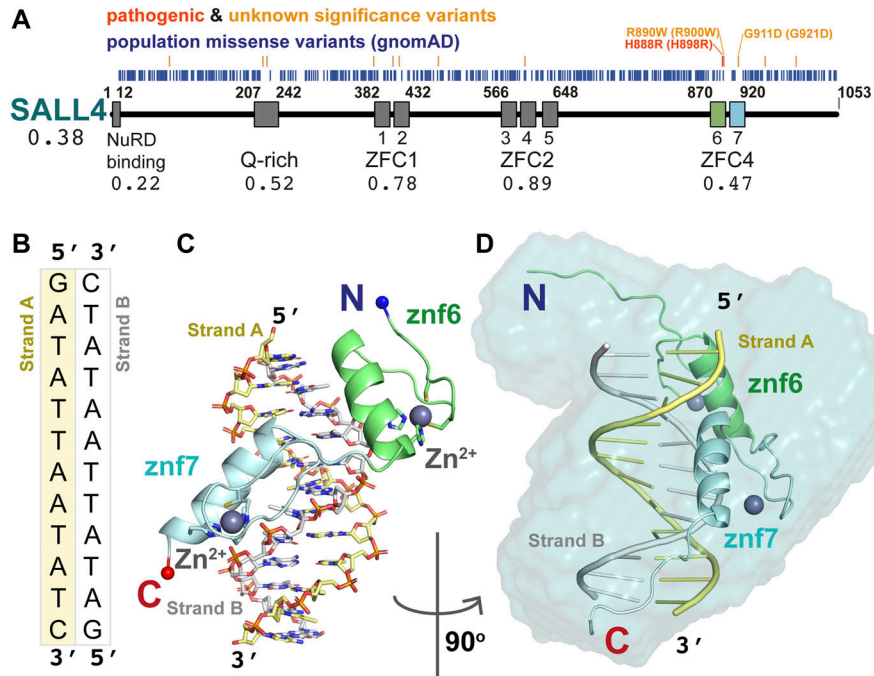 A
pathogenic & unknown significance variants
population missense variants (gnomAD)
R890W (R900W)
H888R (H898R)
G911D (G921D)
1 12 207 242 382 432 566 648 870 920 1053
SALL4
0.38
NuRD
binding
0.22
Q-rich
0.52
1 2
ZFC1
0.78
3 4 5
ZFC2
0.89
6 7
ZFC4
0.47
B
5′ 3′
Strand A
Strand B
G C
A T
T A
A T
T A
T A
A T
A T
T A
A T
T A
C G
3′ 5′
C
5′
Strand A
N
znf6
Zn2+
znf7
Zn2+
C
Strand B
3′
90o
D
N
5′
Strand A
znf6
znf7
Strand B
C
3′